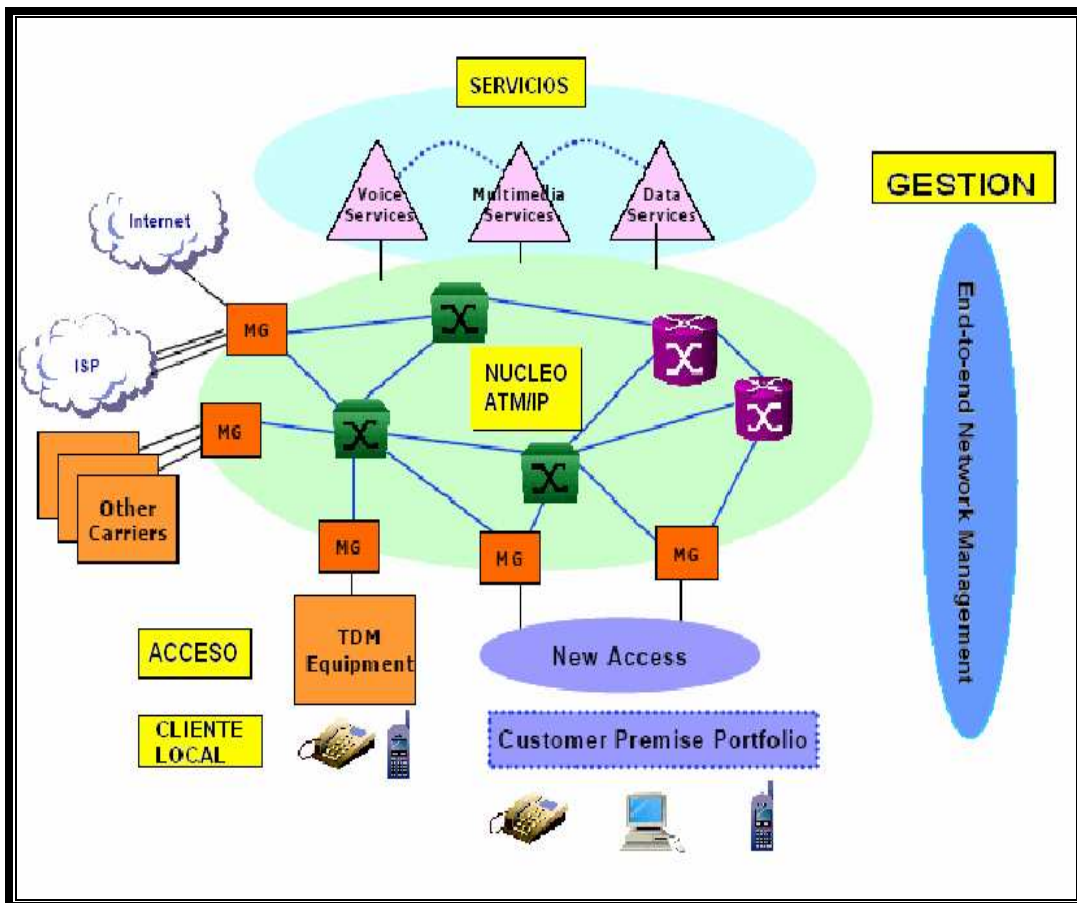 SERVICIOS
GESTION
Voice
Services
Multimedia
Services
Data
Services
Internet
ISP
MG
MG
NUCLEO
ATM/IP
Other
Carriers
MG
MG
MG
End-to-end Network Management
ACCESO
TDM
Equipment
New Access
CLIENTE
LOCAL
Customer Premise Portfolio